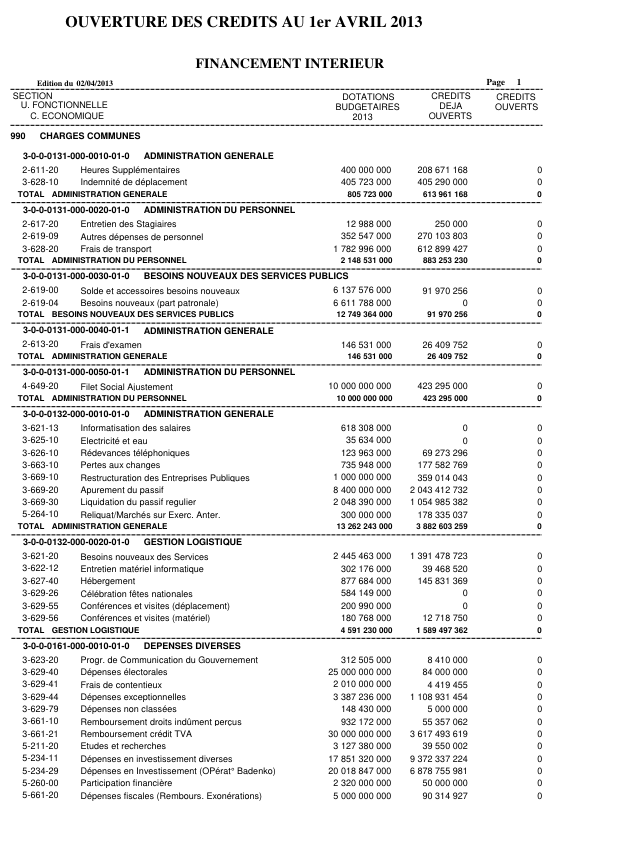 OUVERTURE DES CREDITS AU 1er AVRIL 2013
FINANCEMENT INTERIEUR
Edition du 02/04/2013 Page 1
SECTION DOTATIONS CREDITS CREDITS
U. FONCTIONNELLE BUDGETAIRES DEJA OUVERTS
C. ECONOMIQUE 2013 OUVERTS
990 CHARGES COMMUNES
3-0-0-0131-000-0010-01-0 ADMINISTRATION GENERALE
2-611-20 Heures Supplémentaires 400 000 000 208 671 168 0
3-628-10 Indemnité de déplacement 405 723 000 405 290 000 0
TOTAL ADMINISTRATION GENERALE 805 723 000 613 961 168 0
3-0-0-0131-000-0020-01-0 ADMINISTRATION DU PERSONNEL
2-617-20 Entretien des Stagiaires 12 988 000 250 000 0
2-619-09 Autres dépenses de personnel 352 547 000 270 103 803 0
3-628-20 Frais de transport 1 782 996 000 612 899 427 0
TOTAL ADMINISTRATION DU PERSONNEL 2 148 531 000 883 253 230 0
3-0-0-0131-000-0030-01-0 BESOINS NOUVEAUX DES SERVICES PUBLICS
2-619-00 Solde et accessoires besoins nouveaux 6 137 576 000 91 970 256 0
2-619-04 Besoins nouveaux (part patronale) 6 611 788 000 0 0
TOTAL BESOINS NOUVEAUX DES SERVICES PUBLICS 12 749 364 000 91 970 256 0
3-0-0-0131-000-0040-01-1 ADMINISTRATION GENERALE
2-613-20 Frais d'examen 146 531 000 26 409 752 0
TOTAL ADMINISTRATION GENERALE 146 531 000 26 409 752 0
3-0-0-0131-000-0050-01-1 ADMINISTRATION DU PERSONNEL
4-649-20 Filet Social Ajustement 10 000 000 000 423 295 000 0
TOTAL ADMINISTRATION DU PERSONNEL 10 000 000 000 423 295 000 0
3-0-0-0132-000-0010-01-0 ADMINISTRATION GENERALE
3-621-13 Informatisation des salaires 618 308 000 0 0
3-625-10 Electricité et eau 35 634 000 0 0
3-626-10 Rédevances téléphoniques 123 963 000 69 273 296 0
3-663-10 Pertes aux changes 735 948 000 177 582 769 0
3-669-10 Restructuration des Entreprises Publiques 1 000 000 000 359 014 043 0
3-669-20 Apurement du passif 8 400 000 000 2 043 412 732 0
3-669-30 Liquidation du passif regulier 2 048 390 000 1 054 985 382 0
5-264-10 Reliquat/Marchés sur Exerc. Anter. 300 000 000 178 335 037 0
TOTAL ADMINISTRATION GENERALE 13 262 243 000 3 882 603 259 0
3-0-0-0132-000-0020-01-0 GESTION LOGISTIQUE
3-621-20 Besoins nouveaux des Services 2 445 463 000 1 391 478 723 0
3-622-12 Entretien matériel informatique 302 176 000 39 468 520 0
3-627-40 Hébergement 877 684 000 145 831 369 0
3-629-26 Célébration fêtes nationales 584 149 000 0 0
3-629-55 Conférences et visites (déplacement) 200 990 000 0 0
3-629-56 Conférences et visites (matériel) 180 768 000 12 718 750 0
TOTAL GESTION LOGISTIQUE 4 591 230 000 1 589 497 362 0
3-0-0-0161-000-0010-01-0 DEPENSES DIVERSES
3-623-20 Progr. de Communication du Gouvernement 312 505 000 8 410 000 0
3-629-40 Dépenses électorales 25 000 000 000 84 000 000 0
3-629-41 Frais de contentieux 2 010 000 000 4 419 455 0
3-629-44 Dépenses exceptionnelles 3 387 236 000 1 108 931 454 0
3-629-79 Dépenses non classées 148 430 000 5 000 000 0
3-661-10 Remboursement droits indûment perçus 932 172 000 55 357 062 0
3-661-21 Remboursement crédit TVA 30 000 000 000 3 617 493 619 0
5-211-20 Etudes et recherches 3 127 380 000 39 550 002 0
5-234-11 Dépenses en investissement diverses 17 851 320 000 9 372 337 224 0
5-234-29 Dépenses en Investissement (OPérat° Badenko) 20 018 847 000 6 878 755 981 0
5-260-00 Participation financière 2 320 000 000 50 000 000 0
5-661-20 Dépenses fiscales (Rembours. Exonérations) 5 000 000 000 90 314 927 0